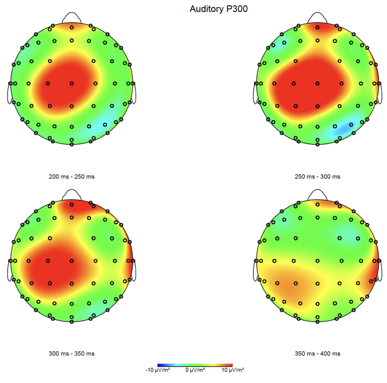 Auditory P300
200 ms - 250 ms
250 ms - 300 ms
300 ms - 350 ms
350 ms - 400 ms
-10 µV/m² 0 µV/m² 10 µV/m²